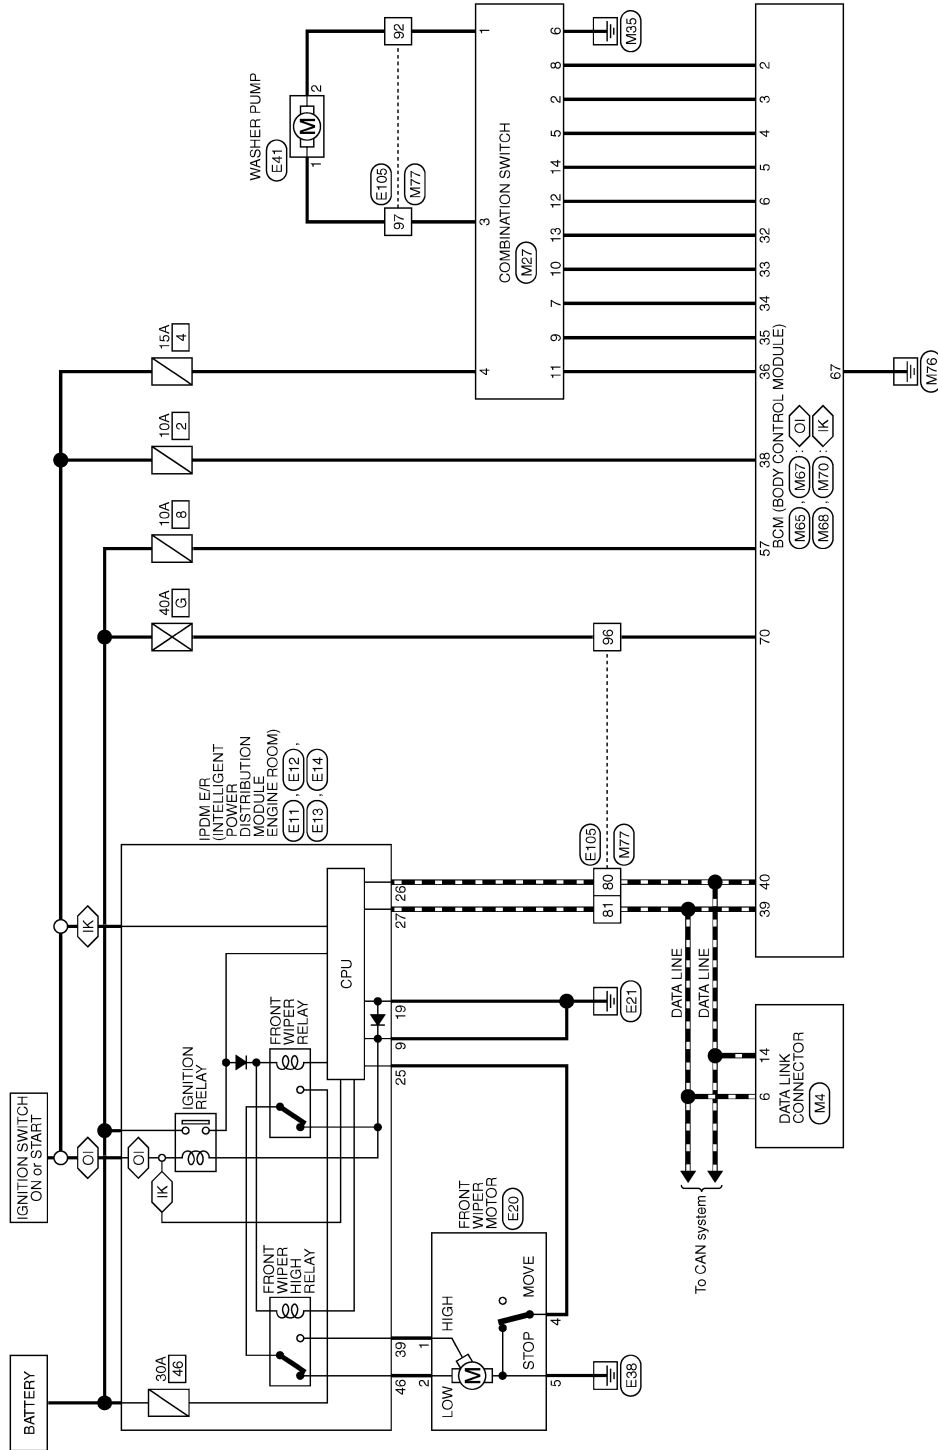 BATTERY
IGNITION SWITCH
ON or START
30A
46
40A
G
10A
8
10A
2
15A
4
OI
OI
IK
IK
IGNITION
RELAY
FRONT
WIPER
HIGH
RELAY
FRONT
WIPER
RELAY
CPU
IPDM E/R
(INTELLIGENT
POWER
DISTRIBUTION
MODULE
ENGINE ROOM)
E11 , E12 ,
E13 , E14
46
39
25
9
19
27
26
FRONT
WIPER
MOTOR
E20
2
1
LOW
HIGH
M
STOP
MOVE
5
4
E38
E21
WASHER PUMP
E41
1
2
M
E105
M77
97
92
3
1
4
COMBINATION SWITCH
M27
11
9
7
10
13
12
14
5
2
8
6
M35
E105
M77
81
80
96
DATA LINE
DATA LINE
To CAN system
6
14
DATA LINK
CONNECTOR
M4
39
40
70
57
38
36
35
34
33
32
6
5
4
3
2
BCM (BODY CONTROL MODULE)
M65 , M67 : OI
M68 , M70 : IK
67
M76